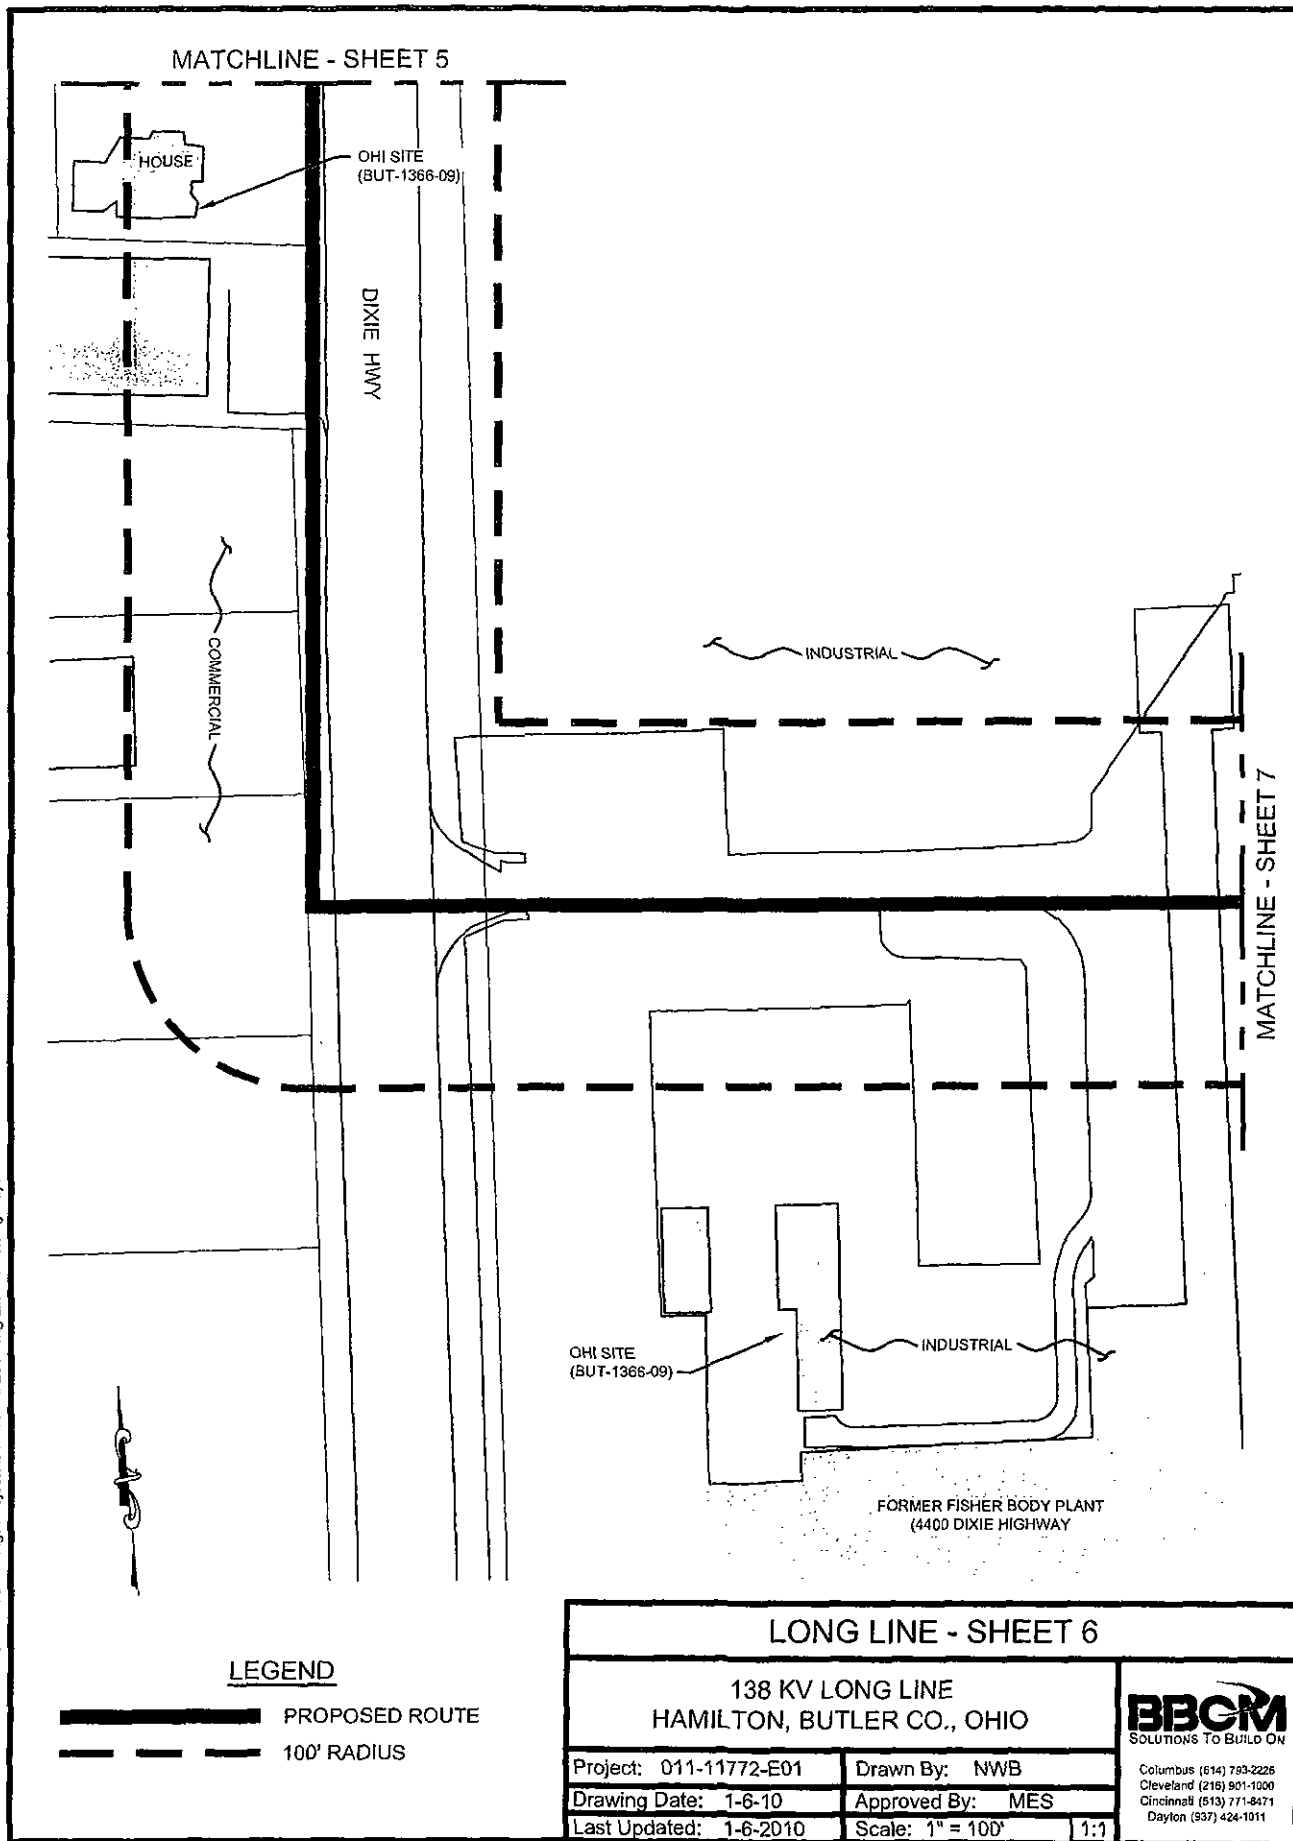 MATCHLINE - SHEET 5
HOUSE
OHI SITE
(BUT-1366-09)
DIXIE HWY
COMMERCIAL
INDUSTRIAL
MATCHLINE - SHEET 7
OHI SITE
(BUT-1366-09)
INDUSTRIAL
FORMER FISHER BODY PLANT
(4400 DIXIE HIGHWAY
LEGEND
PROPOSED ROUTE
100' RADIUS
LONG LINE - SHEET 6
138 KV LONG LINE
HAMILTON, BUTLER CO., OHIO
Project: 011-11772-E01
Drawn By: NWB
Drawing Date: 1-6-10
Approved By: MES
Last Updated: 1-6-2010
Scale: 1" = 100'
1:1
BBCM
SOLUTIONS TO BUILD ON
Columbus (614) 793-2226
Cleveland (216) 901-1000
Cincinnati (513) 771-8471
Dayton (937) 424-1011